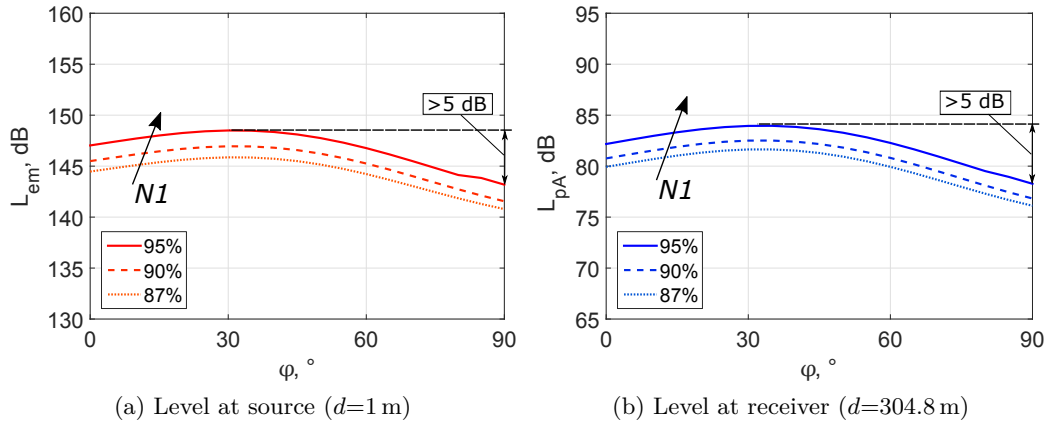 160
155
150
145
140
135
130
L_em, dB
>5 dB
N1
95%
90%
87%
0 30 60 90
φ, °
(a) Level at source (d=1 m)
95
90
85
80
75
70
65
L_pA, dB
>5 dB
N1
95%
90%
87%
0 30 60 90
φ, °
(b) Level at receiver (d=304.8 m)